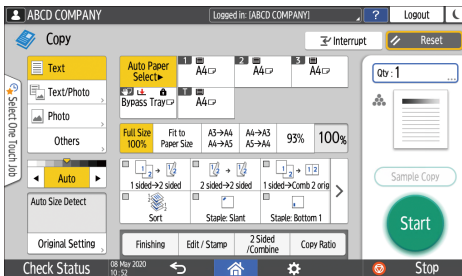 ABCD COMPANY
Logged in: [ABCD COMPANY]
?
Logout
Copy
Interrupt
Reset
Select One Touch Job
Text
Text/Photo
Photo
Others
Auto
Auto Size Detect
Original Setting
Auto Paper Select►
1 A4
2 A4
3 A4
Bypass Tray
T A4
Full Size 100%
Fit to Paper Size
A3→A4 A4→A5
A4→A3 A5→A4
93%
100%
1 sided→2 sided
2 sided→2 sided
1 sided→Comb 2 orig
Sort
Staple: Slant
Staple: Bottom 1
Finishing
Edit / Stamp
2 Sided /Combine
Copy Ratio
Qty : 1 ...
Sample Copy
Start
Check Status
08 May 2020
10:52
Stop